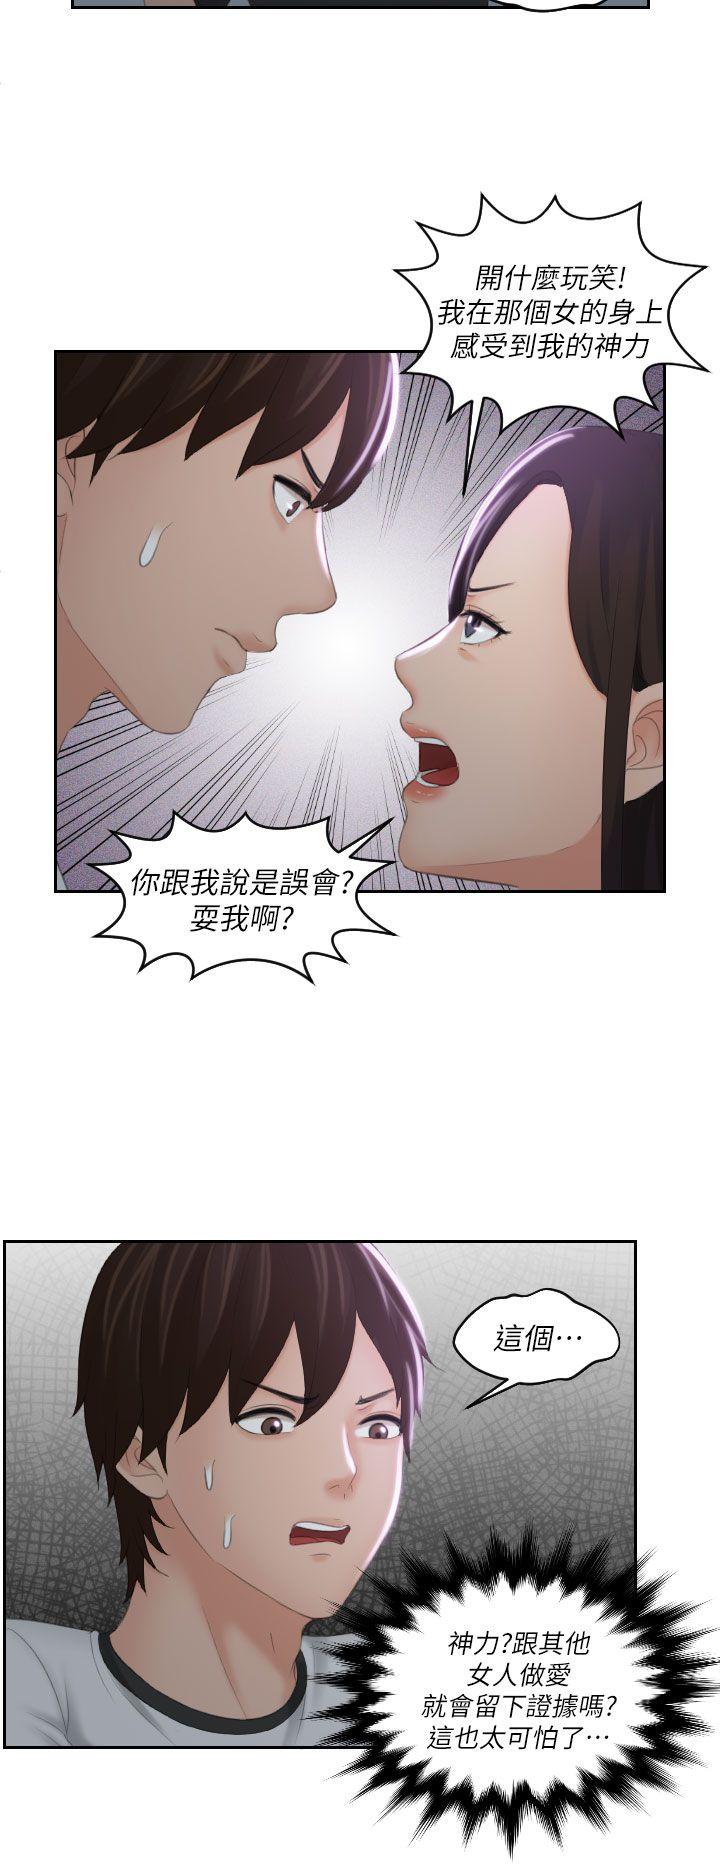 開什麼玩笑!
我在那個女的身上
感受到我的神力
你跟我說是誤會?
耍我啊?
這個…
神力?跟其他
女人做愛
就會留下證據嗎?
這也太可怕了…